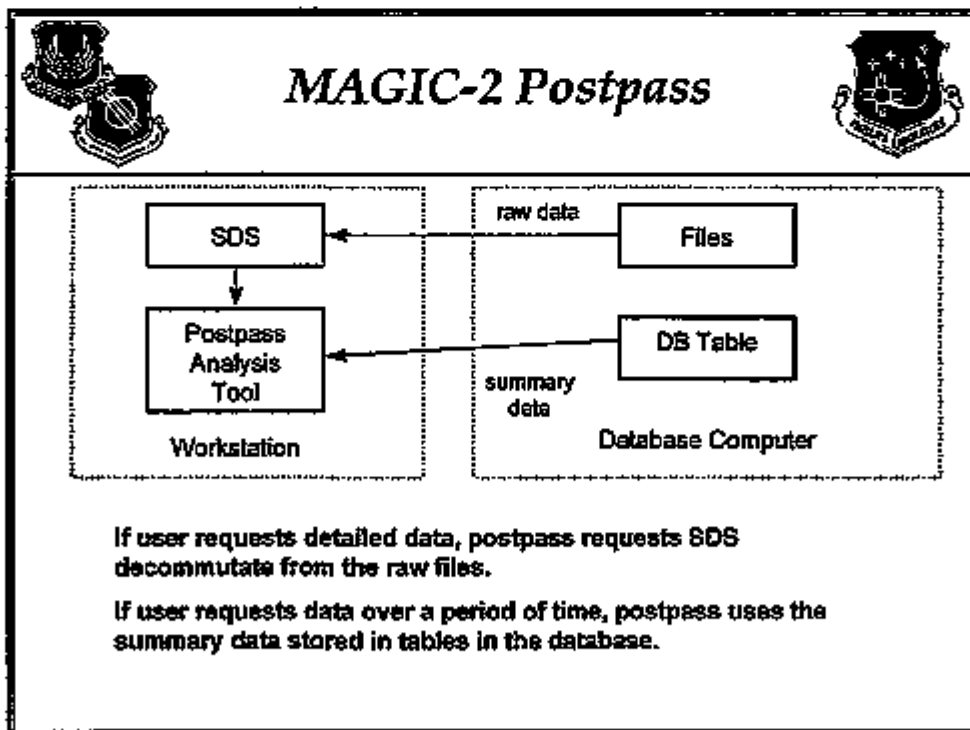 MAGIC-2 Postpass
SDS
raw data
Files
Postpass
Analysis
Tool
DB Table
summary
data
Workstation
Database Computer
If user requests detailed data, postpass requests SDS
decommutate from the raw files.
If user requests data over a period of time, postpass uses the
summary data stored in tables in the database.